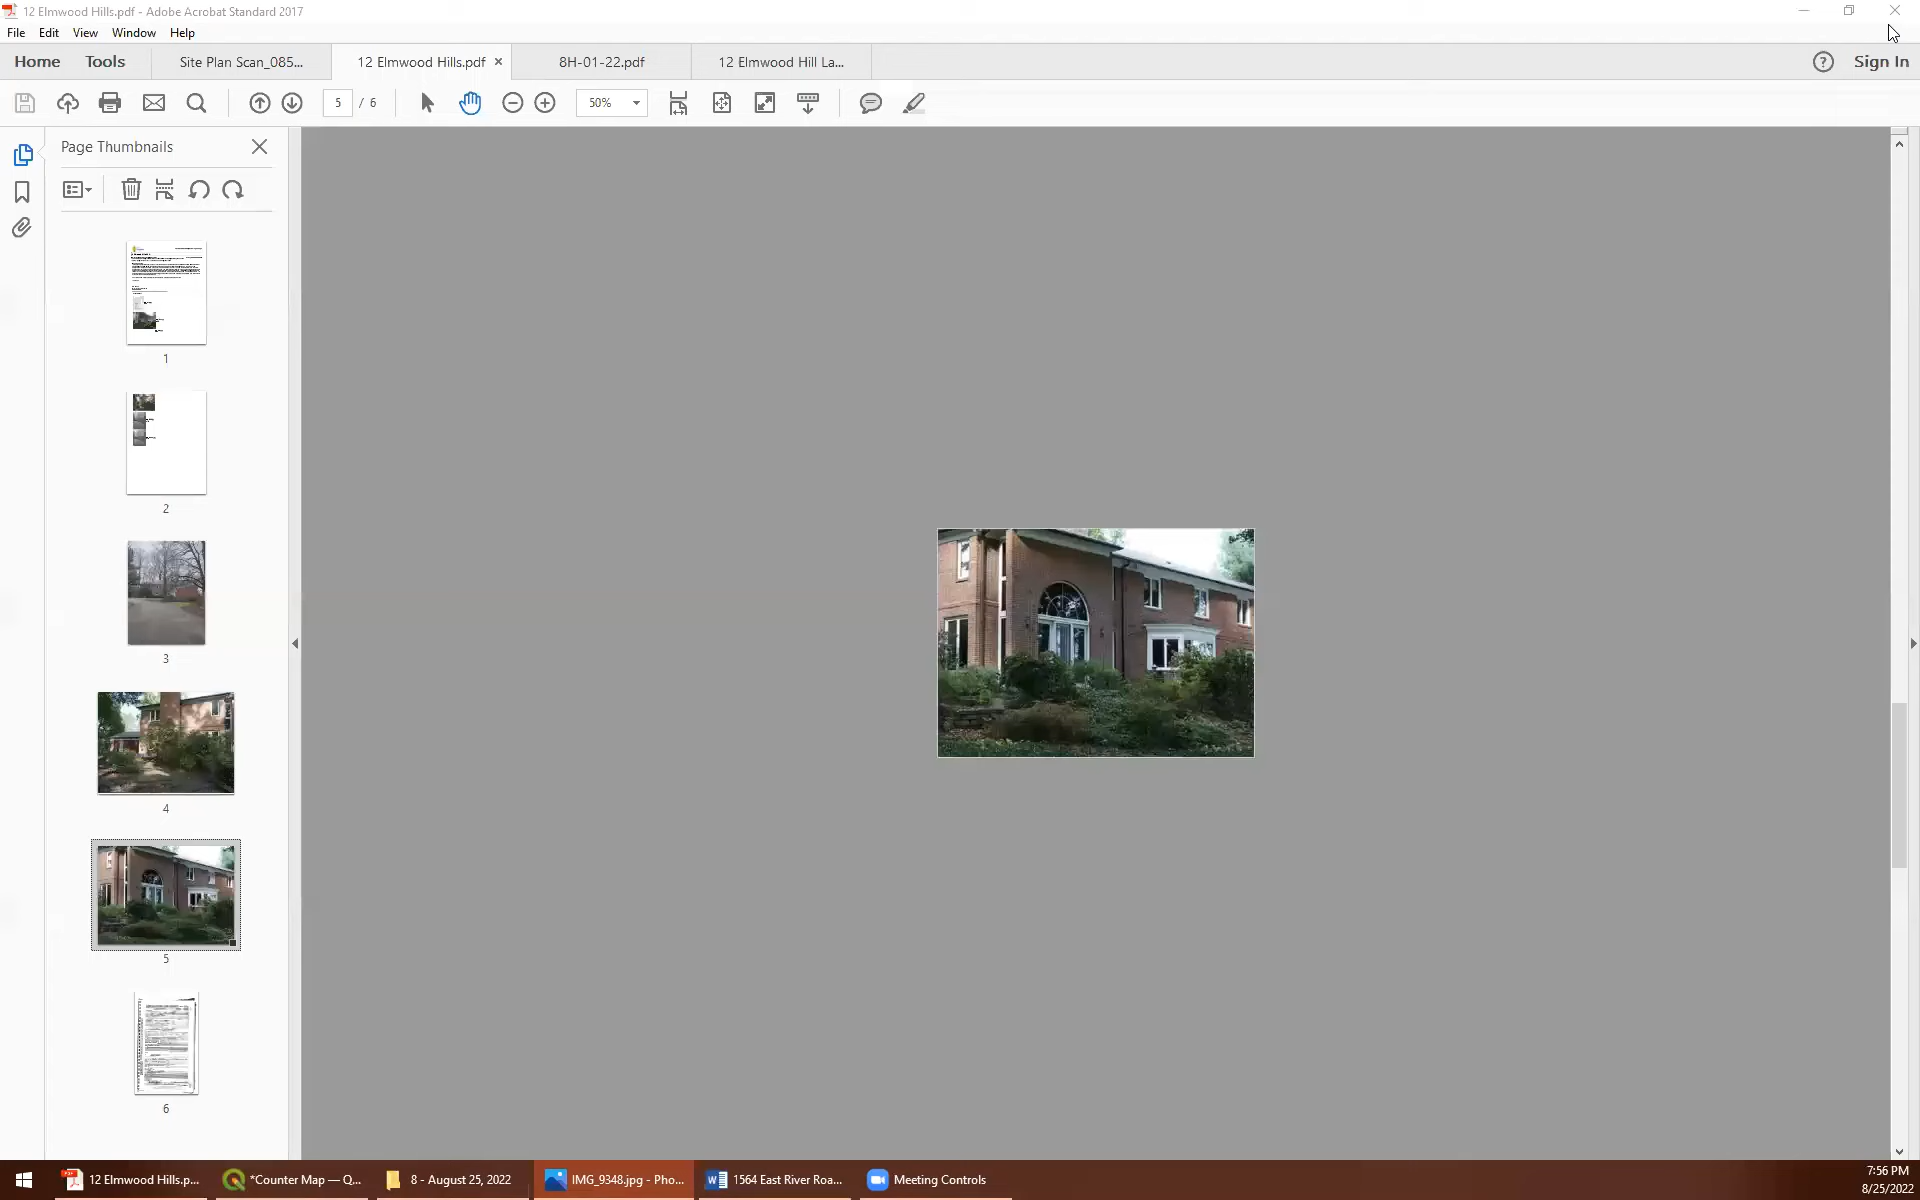 12 Elmwood Hills.pdf - Adobe Acrobat Standard 2017
File Edit View Window Help
Home Tools Site Plan Scan_085... 12 Elmwood Hills.pdf × 8H-01-22.pdf 12 Elmwood Hill La... Sign In
5 / 6 50%
Page Thumbnails
1
2
3
4
5
6
12 Elmwood Hills.p... *Counter Map — Q... 8 - August 25, 2022 IMG_9348.jpg - Pho... 1564 East River Roa... Meeting Controls
7:56 PM
8/25/2022